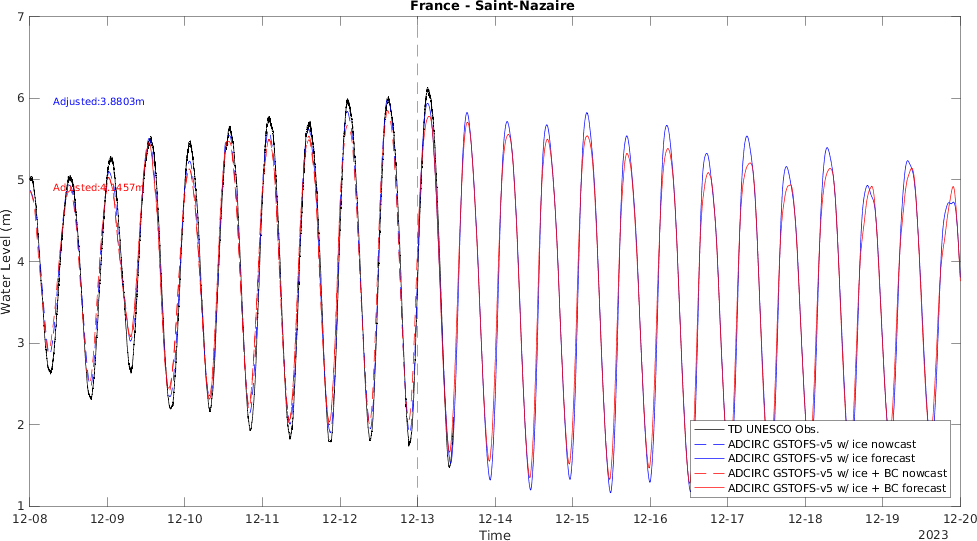 France - Saint-Nazaire
7
6
5
4
3
2
1
Water Level (m)
Adjusted:3.8803m
Adjusted:4.1457m
TD UNESCO Obs.
ADCIRC GSTOFS-v5 w/ ice nowcast
ADCIRC GSTOFS-v5 w/ ice forecast
ADCIRC GSTOFS-v5 w/ ice + BC nowcast
ADCIRC GSTOFS-v5 w/ ice + BC forecast
12-08 12-09 12-10 12-11 12-12 12-13 12-14 12-15 12-16 12-17 12-18 12-19 12-20
Time
2023